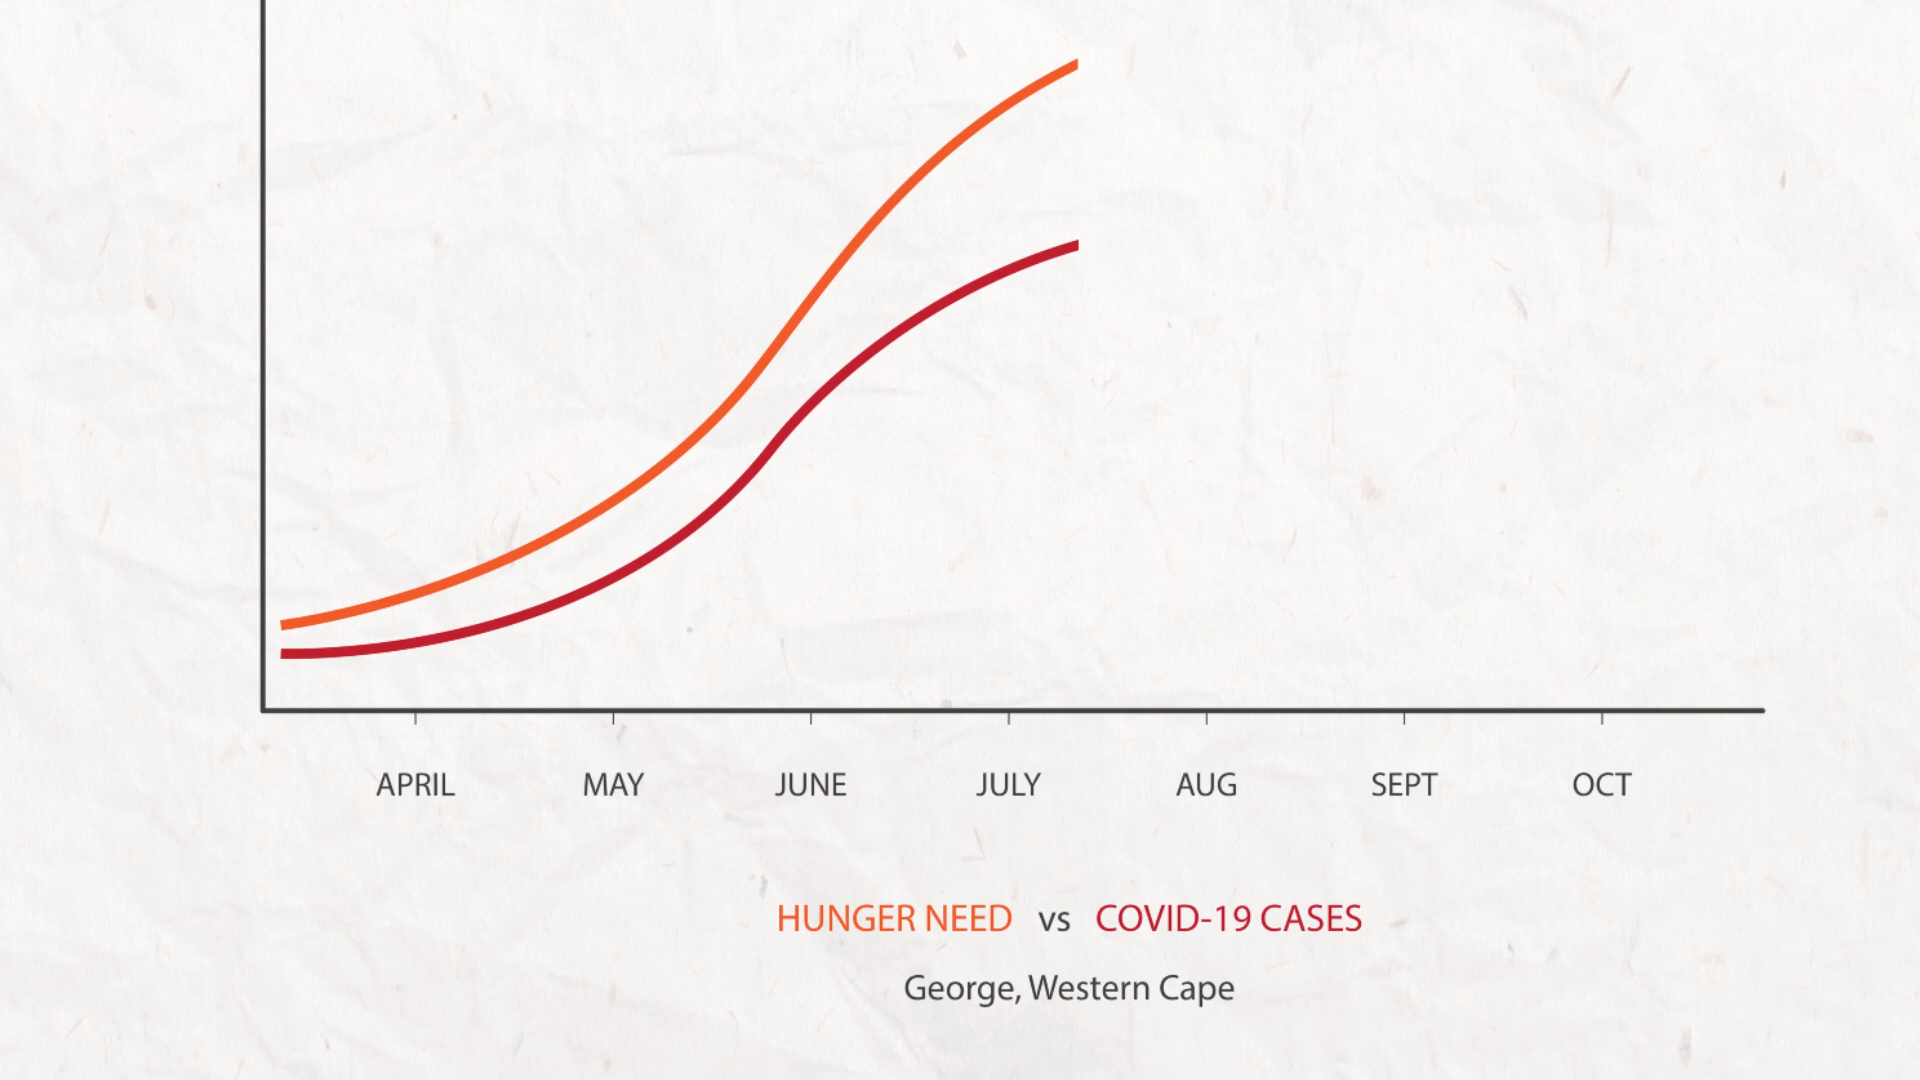 APRIL MAY JUNE JULY AUG SEPT OCT
HUNGER NEED vs COVID-19 CASES
George, Western Cape